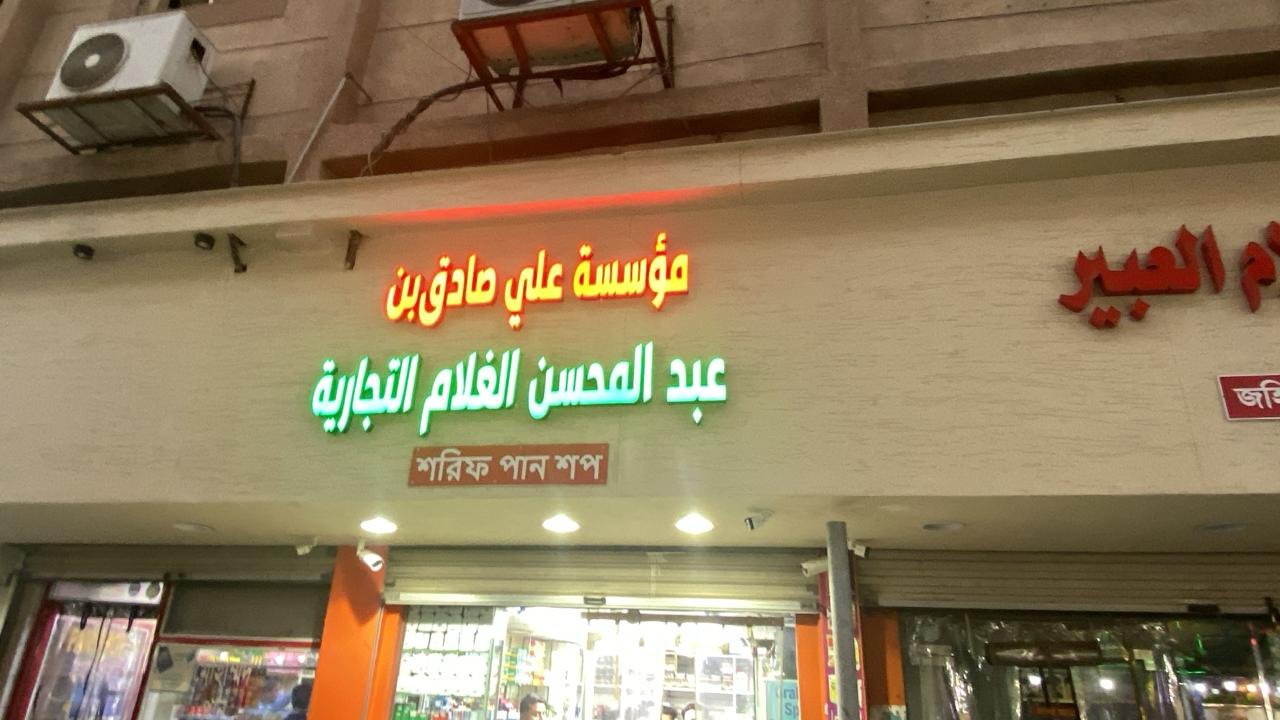 مؤسسة علي صادق بن
عبد المحسن الغلام التجارية
শরিফ পান শপ
العبير